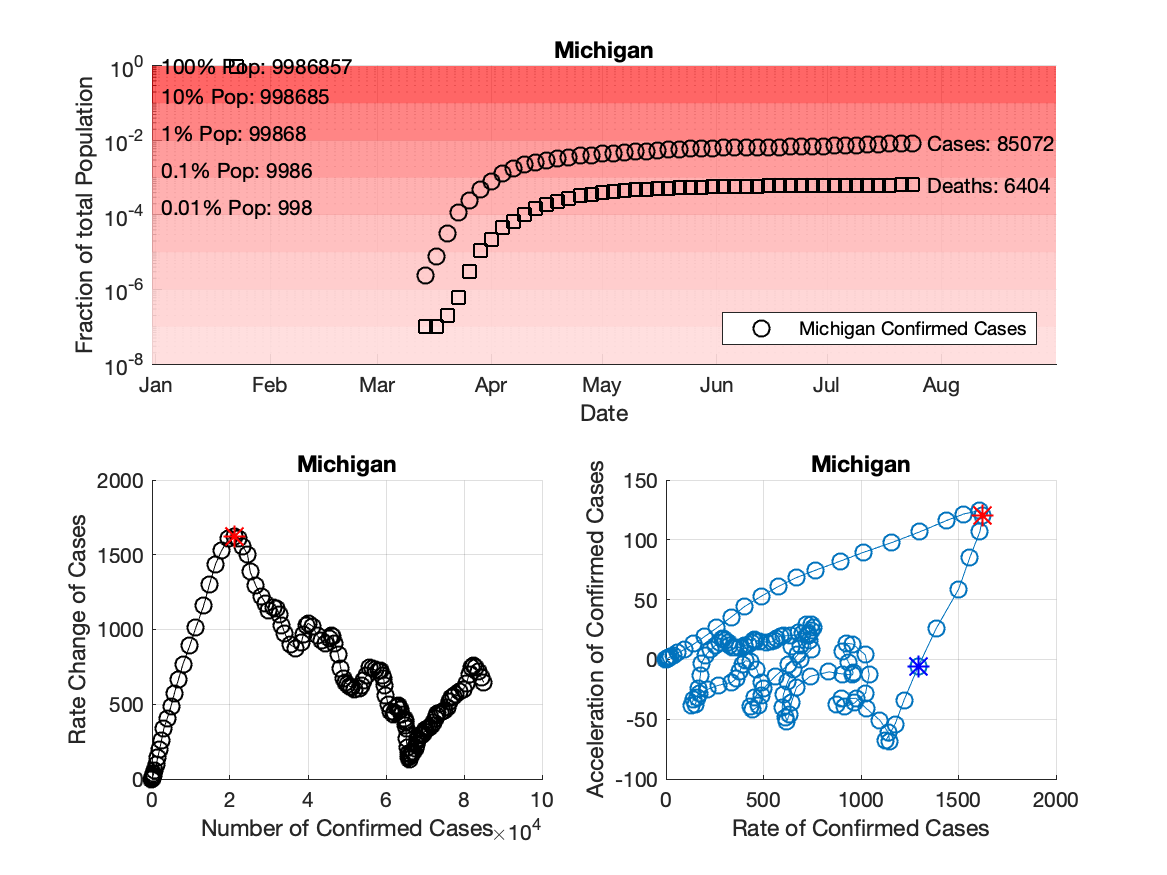 Michigan
Fraction of total Population
10^0
10^-2
10^-4
10^-6
10^-8
100% Pop: 9986857
10% Pop: 998685
1% Pop: 99868
0.1% Pop: 9986
0.01% Pop: 998
Cases: 85072
Deaths: 6404
Michigan Confirmed Cases
Jan Feb Mar Apr May Jun Jul Aug
Date
Michigan
Rate Change of Cases
2000
1500
1000
500
0
0 2 4 6 8 10
Number of Confirmed Cases ×10^4
Michigan
Acceleration of Confirmed Cases
150
100
50
0
-50
-100
0 500 1000 1500 2000
Rate of Confirmed Cases